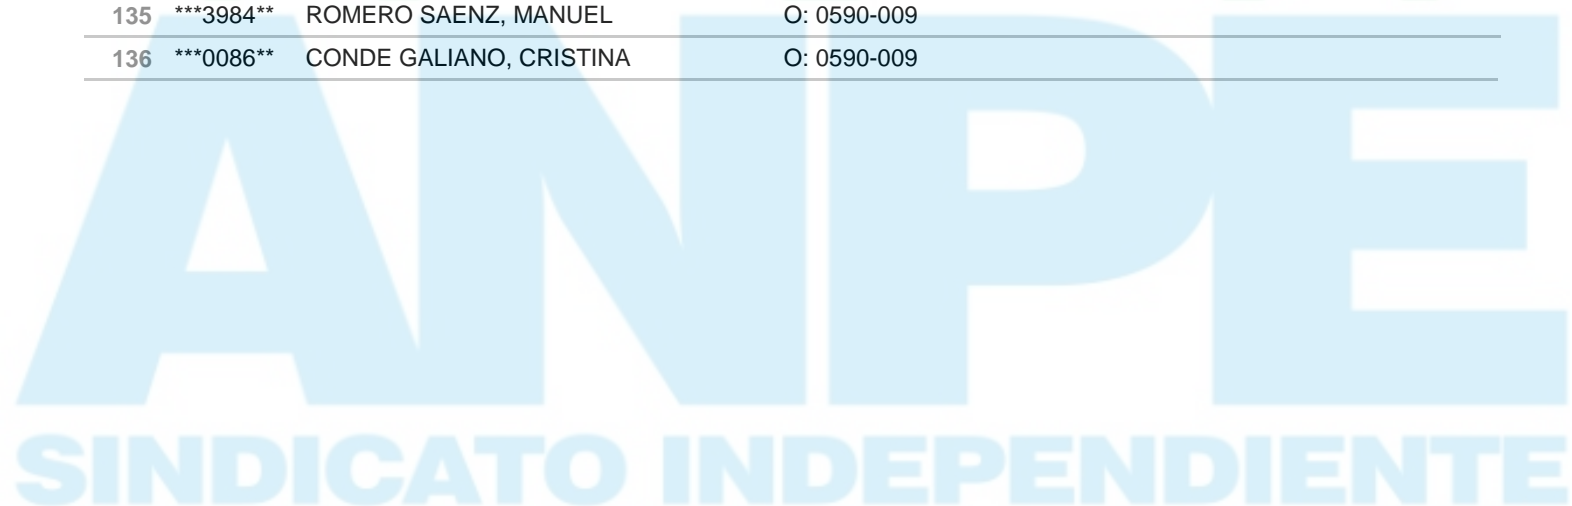 135 ***3984** ROMERO SAENZ, MANUEL O: 0590-009
136 ***0086** CONDE GALIANO, CRISTINA O: 0590-009
ANPE
SINDICATO INDEPENDIENTE